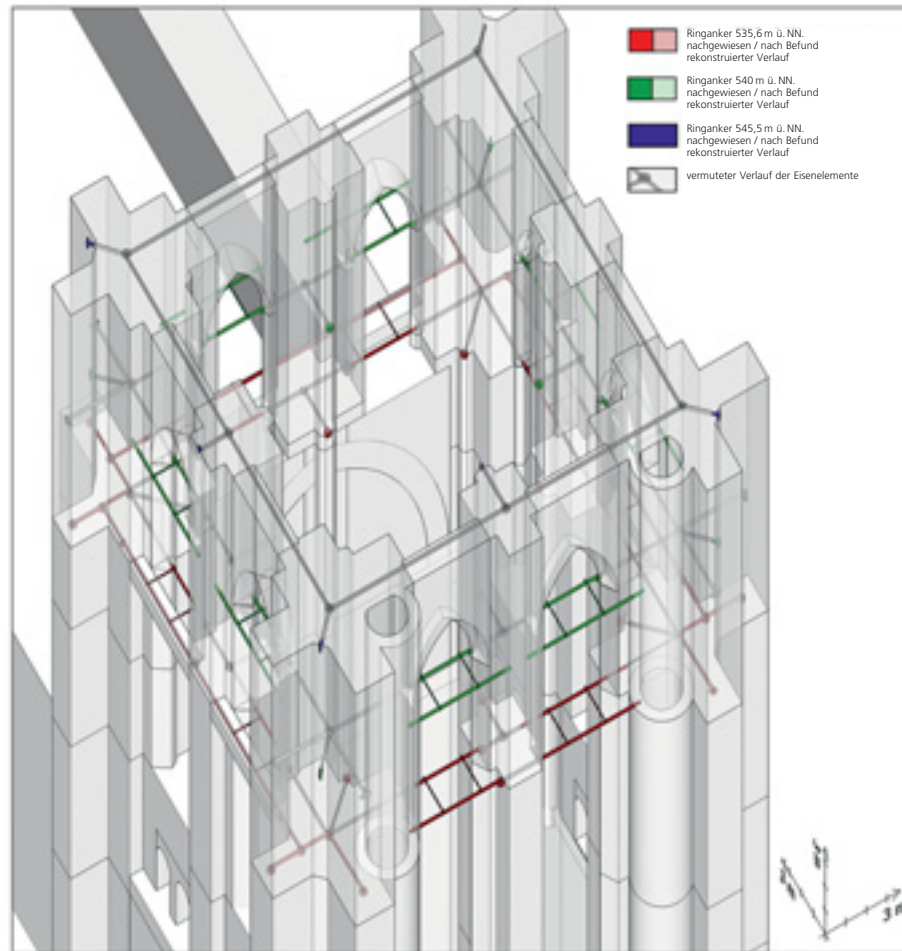 Ringanker 535,6 m ü. NN.
nachgewiesen / nach Befund
rekonstruierter Verlauf
Ringanker 540 m ü. NN.
nachgewiesen / nach Befund
rekonstruierter Verlauf
Ringanker 545,5 m ü. NN.
nachgewiesen / nach Befund
rekonstruierter Verlauf
vermuteter Verlauf der Eisenelemente
3 m